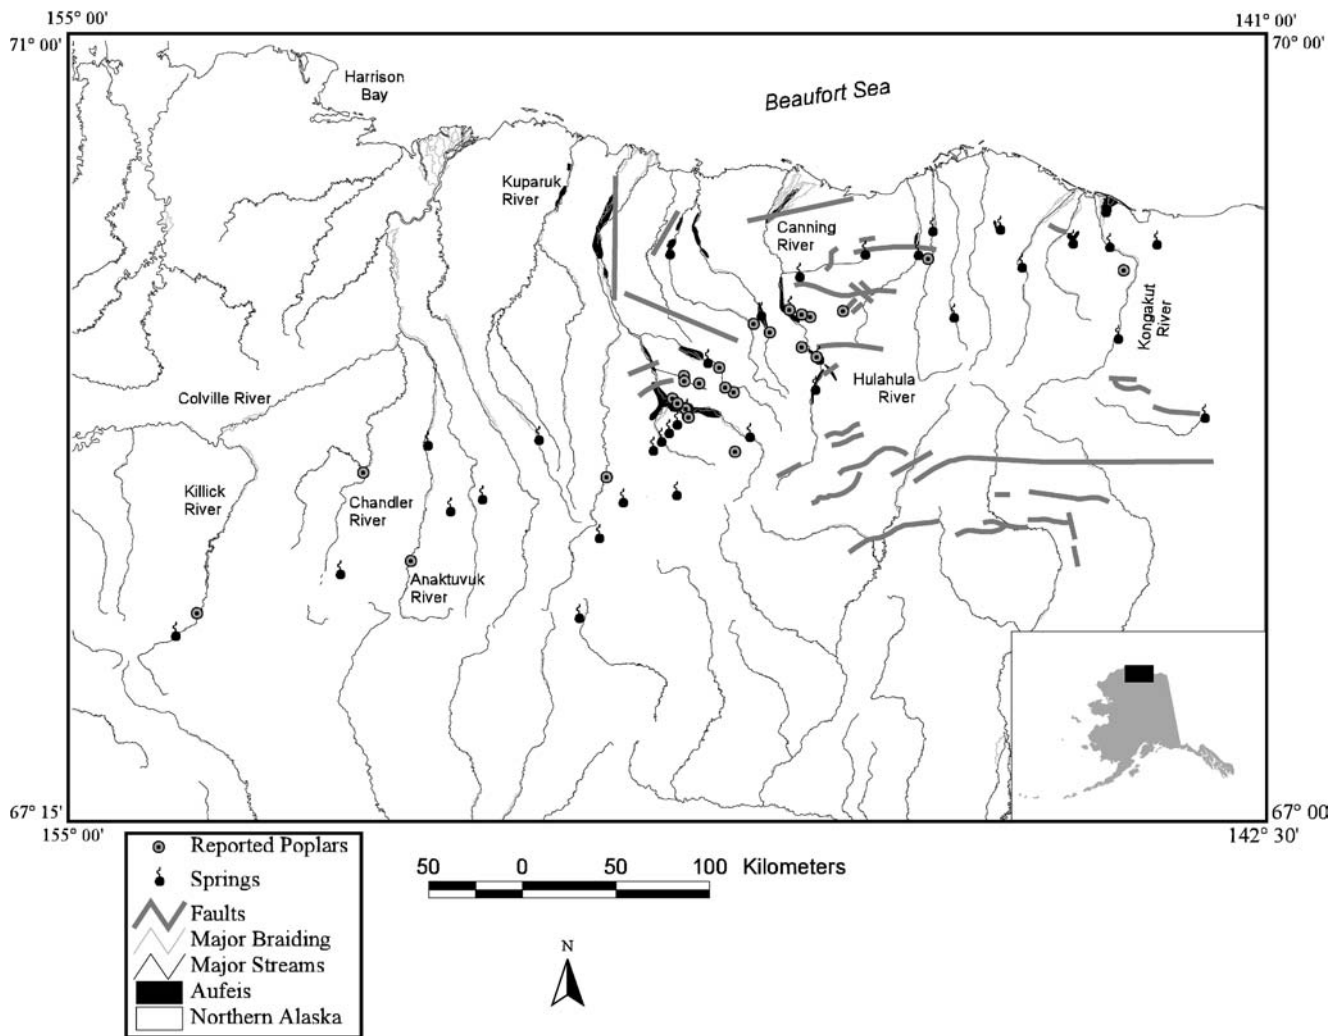 155° 00'
141° 00'
71° 00'
70° 00'
Harrison
Bay
Beaufort Sea
Kuparuk
River
Canning
River
Kongakut
River
Hulahula
River
Colville River
Killick
River
Chandler
River
Anaktuvuk
River
67° 15'
67° 00
155° 00'
142° 30'
Reported Poplars
Springs
Faults
Major Braiding
Major Streams
Aufeis
Northern Alaska
50 0 50 100 Kilometers
N